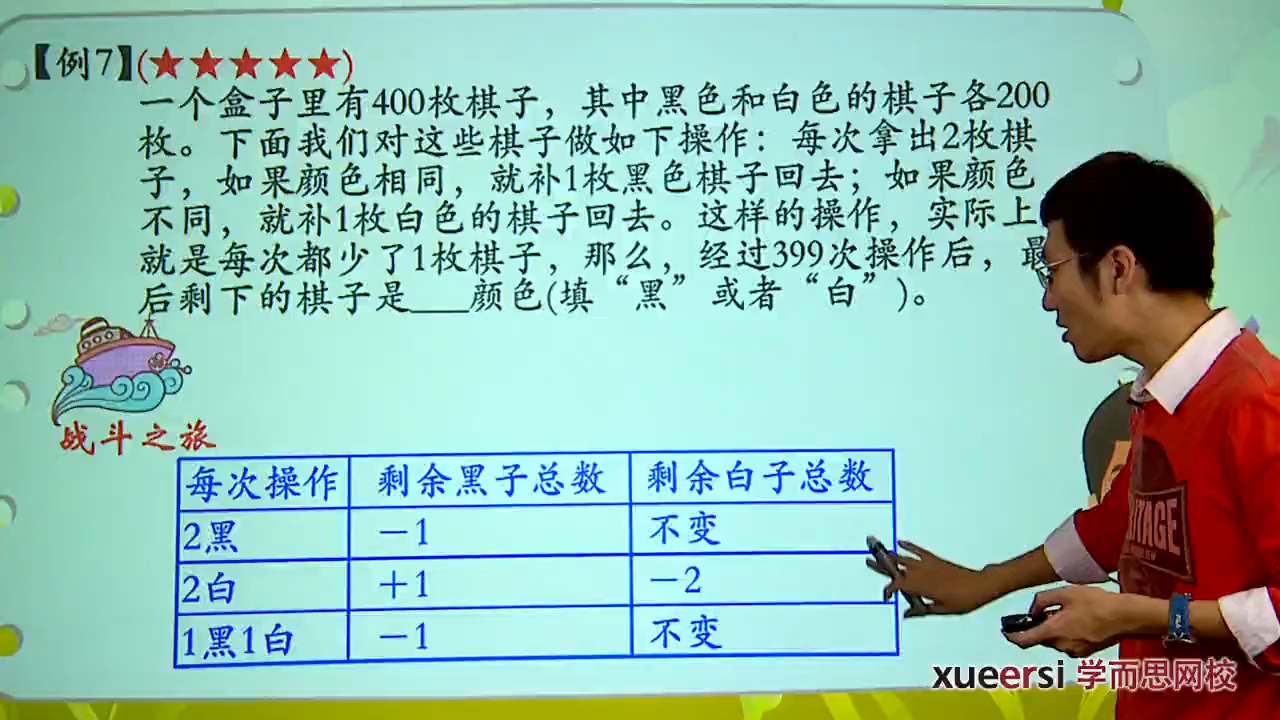 【例7】(★★★★★)
一个盒子里有400枚棋子，其中黑色和白色的棋子各200
枚。下面我们对这些棋子做如下操作：每次拿出2枚棋
子，如果颜色相同，就补1枚黑色棋子回去；如果颜色
不同，就补1枚白色的棋子回去。这样的操作，实际上
就是每次都少了1枚棋子，那么，经过399次操作后，最
后剩下的棋子是___颜色(填“黑”或者“白”)。
战斗之旅
每次操作 剩余黑子总数 剩余白子总数
2黑 －1 不变
2白 ＋1 －2
1黑1白 －1 不变
xueersi 学而思网校